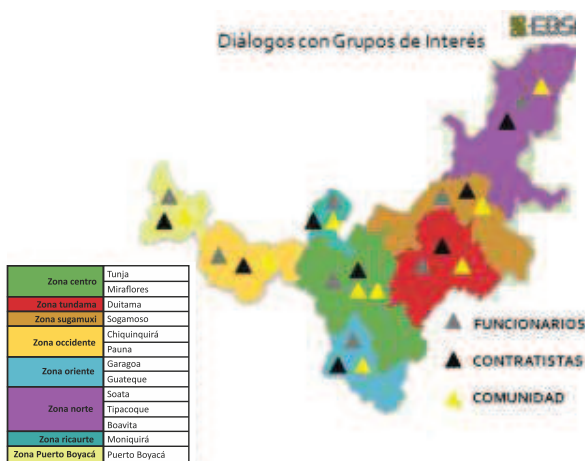 Diálogos con Grupos de Interés
EBSA
Zona centro
Tunja
Miraflores
Zona tundama
Duitama
Zona sugamuxi
Sogamoso
Zona occidente
Chiquinquirá
Pauna
Zona oriente
Garagoa
Guateque
Zona norte
Soata
Tipacoque
Boavita
Zona ricaurte
Moniquirá
Zona Puerto Boyacá
Puerto Boyacá
FUNCIONARIOS
CONTRATISTAS
COMUNIDAD